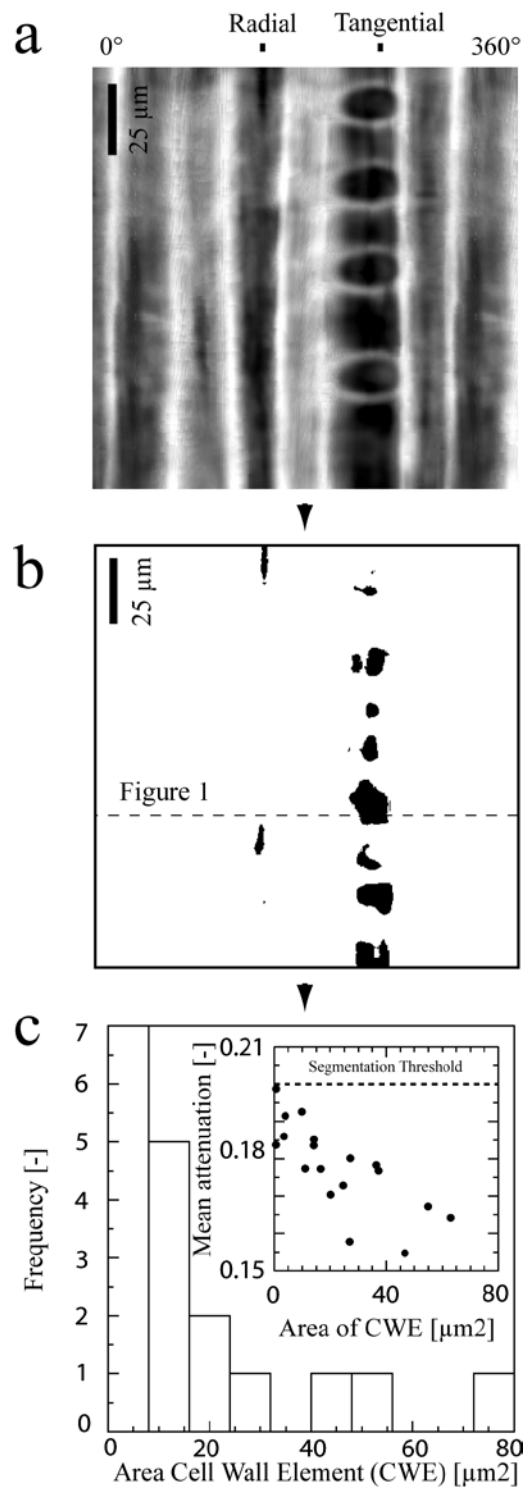 a
Radial Tangential
0° 360°
25 µm
b
25 µm
Figure 1
c
7
6
5
4
3
2
1
0
Frequency [-]
0 20 40 60 80
Area Cell Wall Element (CWE) [µm2]
0.21
0.18
0.15
Mean attenuation [-]
Segmentation Threshold
0 40 80
Area of CWE [µm2]